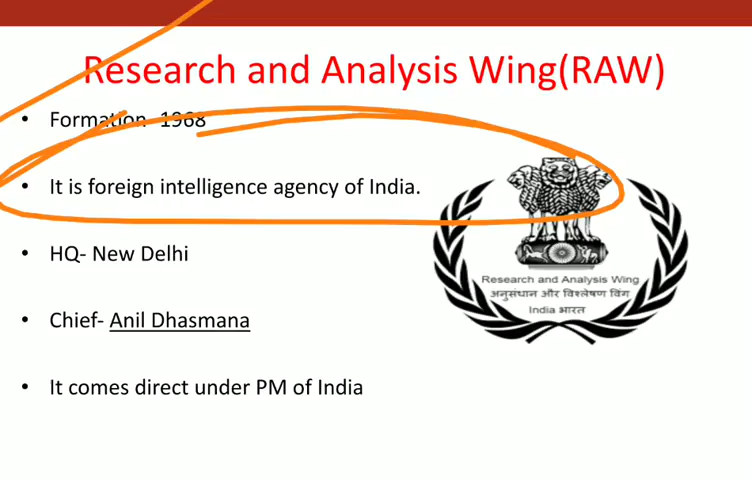 Research and Analysis Wing(RAW)
• Formation- 1968
• It is foreign intelligence agency of India.
• HQ- New Delhi
• Chief- Anil Dhasmana
• It comes direct under PM of India
Research and Analysis Wing
अनुसंधान और विश्लेषण विंग
India भारत